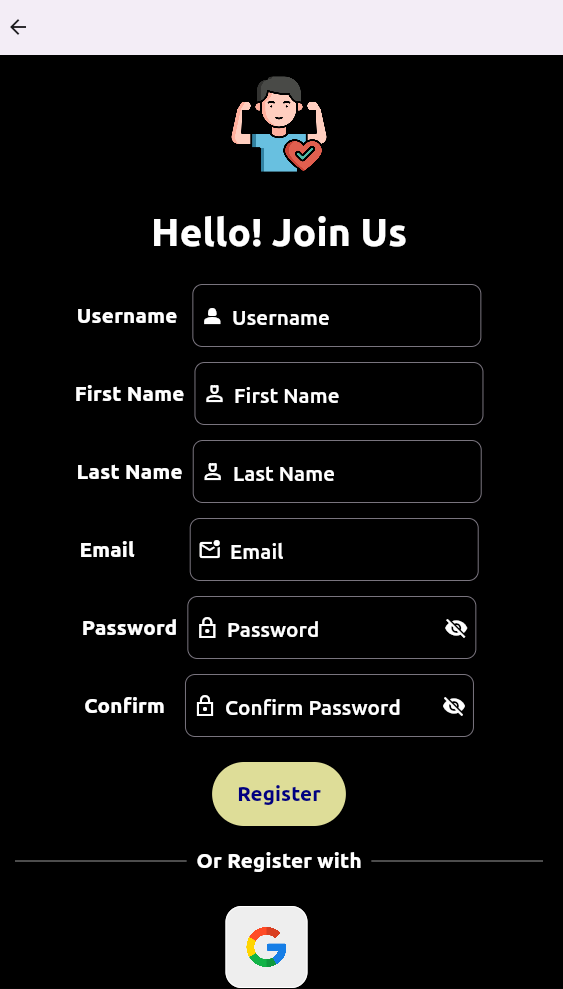 Hello! Join Us
Username Username
First Name First Name
Last Name Last Name
Email Email
Password Password
Confirm Confirm Password
Register
Or Register with